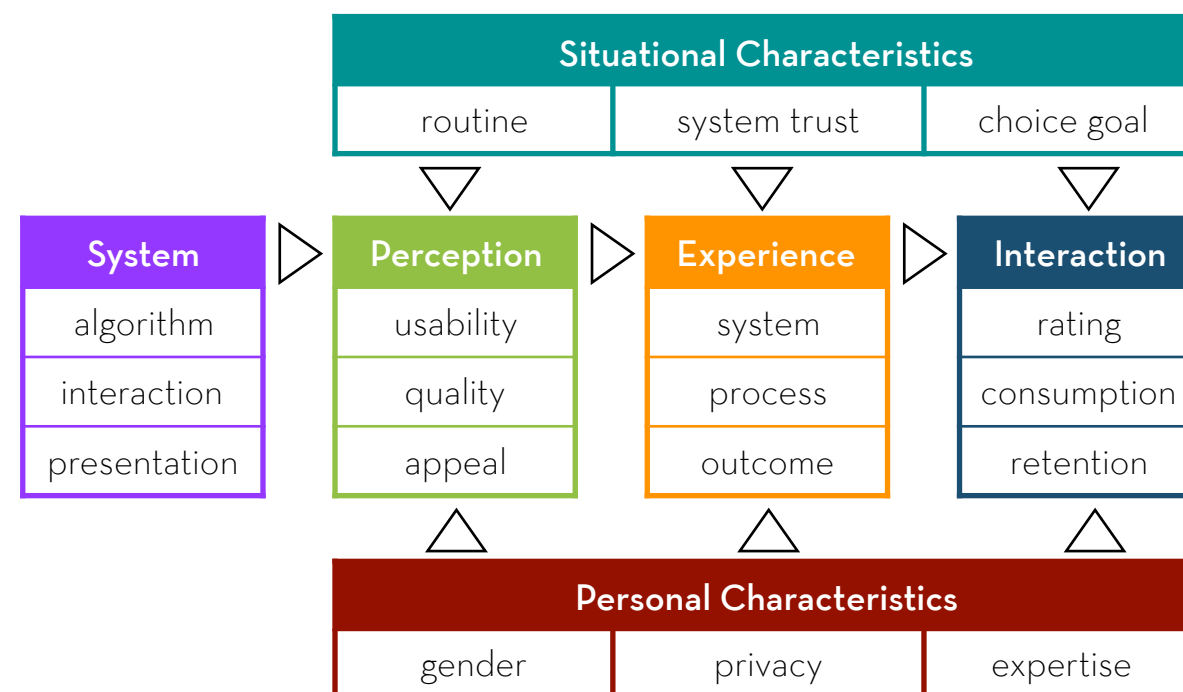 Situational Characteristics
routine system trust choice goal
System Perception Experience Interaction
algorithm usability system rating
interaction quality process consumption
presentation appeal outcome retention
Personal Characteristics
gender privacy expertise